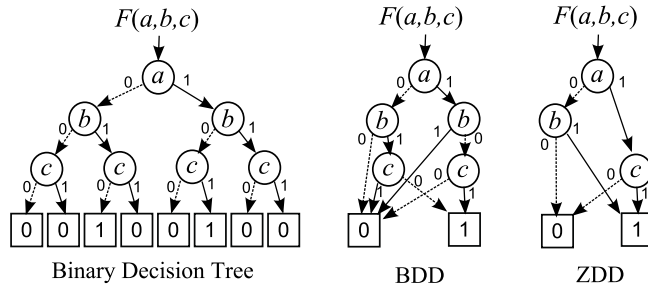 F(a,b,c) F(a,b,c) F(a,b,c)
a a a
0 1 0 1 0 1
b b b b b
0 1 0 1 0 1 1 0 0 1
c c c c c c c
0 1 0 1 0 1 0 1 1 0 0 1 0 1
0 0 1 0 0 1 0 0 0 1 0 1
Binary Decision Tree BDD ZDD